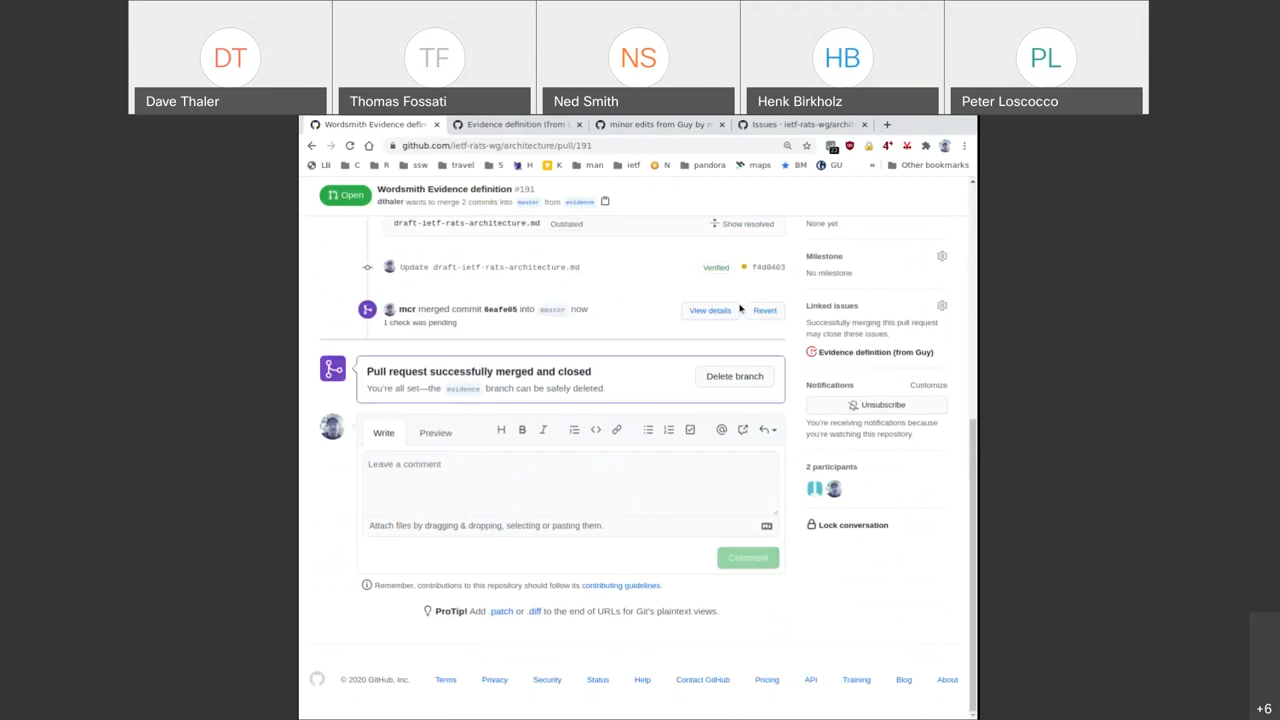 DT
TF
NS
HB
PL
Dave Thaler
Thomas Fossati
Ned Smith
Henk Birkholz
Peter Loscocco
Wordsmith Evidence defin
Evidence definition (from
minor edits from Guy by m
Issues · ietf-rats-wg/archit
github.com/ietf-rats-wg/architecture/pull/191
LB
C
R
ssw
travel
S
H
K
man
ietf
N
pandora
maps
BM
GU
»
Other bookmarks
Open
Wordsmith Evidence definition #191
dthaler wants to merge 2 commits into master from evidence
draft-ietf-rats-architecture.md Outdated
Show resolved
None yet
Milestone
No milestone
Update draft-ietf-rats-architecture.md
Verified
f4d0403
mcr merged commit 6eafe05 into master now
1 check was pending
View details
Revert
Linked issues
Successfully merging this pull request
may close these issues.
Evidence definition (from Guy)
Pull request successfully merged and closed
You're all set—the evidence branch can be safely deleted.
Delete branch
Notifications
Customize
Unsubscribe
You're receiving notifications because
you're watching this repository.
Write
Preview
Leave a comment
Attach files by dragging & dropping, selecting or pasting them.
Comment
2 participants
Lock conversation
Remember, contributions to this repository should follow its contributing guidelines.
ProTip! Add .patch or .diff to the end of URLs for Git's plaintext views.
© 2020 GitHub, Inc.
Terms
Privacy
Security
Status
Help
Contact GitHub
Pricing
API
Training
Blog
About
+6